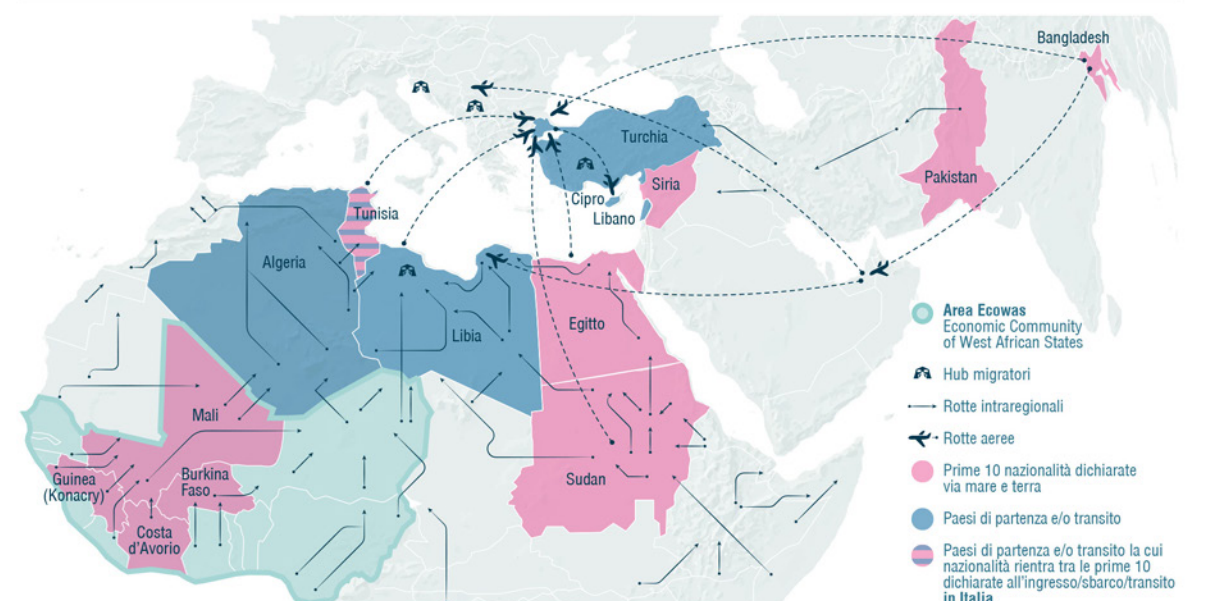 Bangladesh
Turchia
Pakistan
Siria
Cipro
Libano
Tunisia
Algeria
Libia
Egitto
Mali
Sudan
Guinea
(Konacry)
Burkina
Faso
Costa
d'Avorio
Area Ecowas
Economic Community
of West African States
Hub migratori
Rotte intraregionali
Rotte aeree
Prime 10 nazionalità dichiarate
via mare e terra
Paesi di partenza e/o transito
Paesi di partenza e/o transito la cui
nazionalità rientra tra le prime 10
dichiarate all'ingresso/sbarco/transito
in Italia